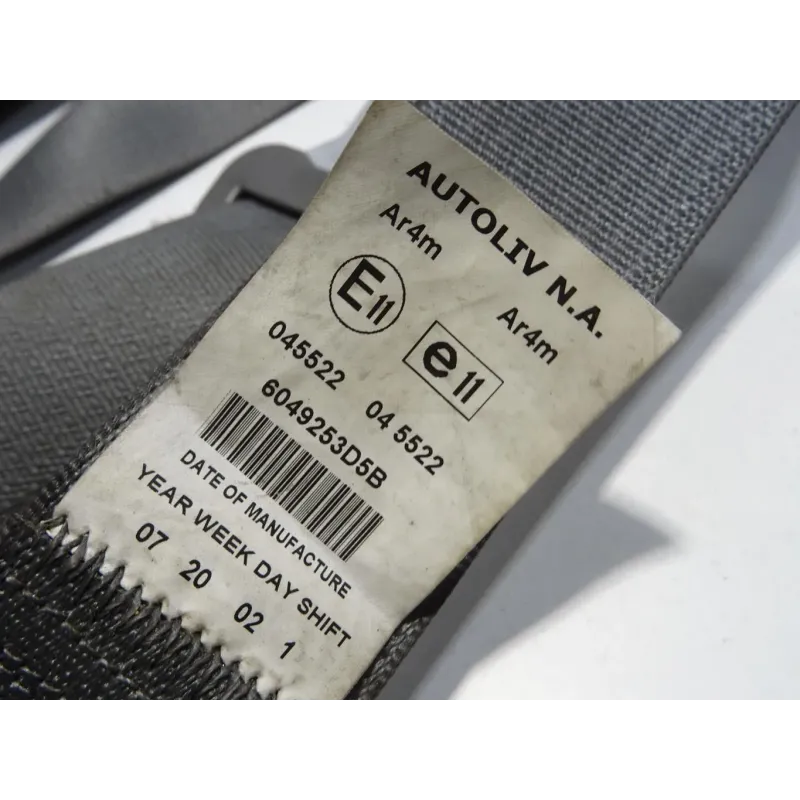 AUTOLIV N.A.
Ar4m Ar4m
E11 e11
045522 04 5522
6049253D5B
DATE OF MANUFACTURE
YEAR WEEK DAY SHIFT
07 20 02 1